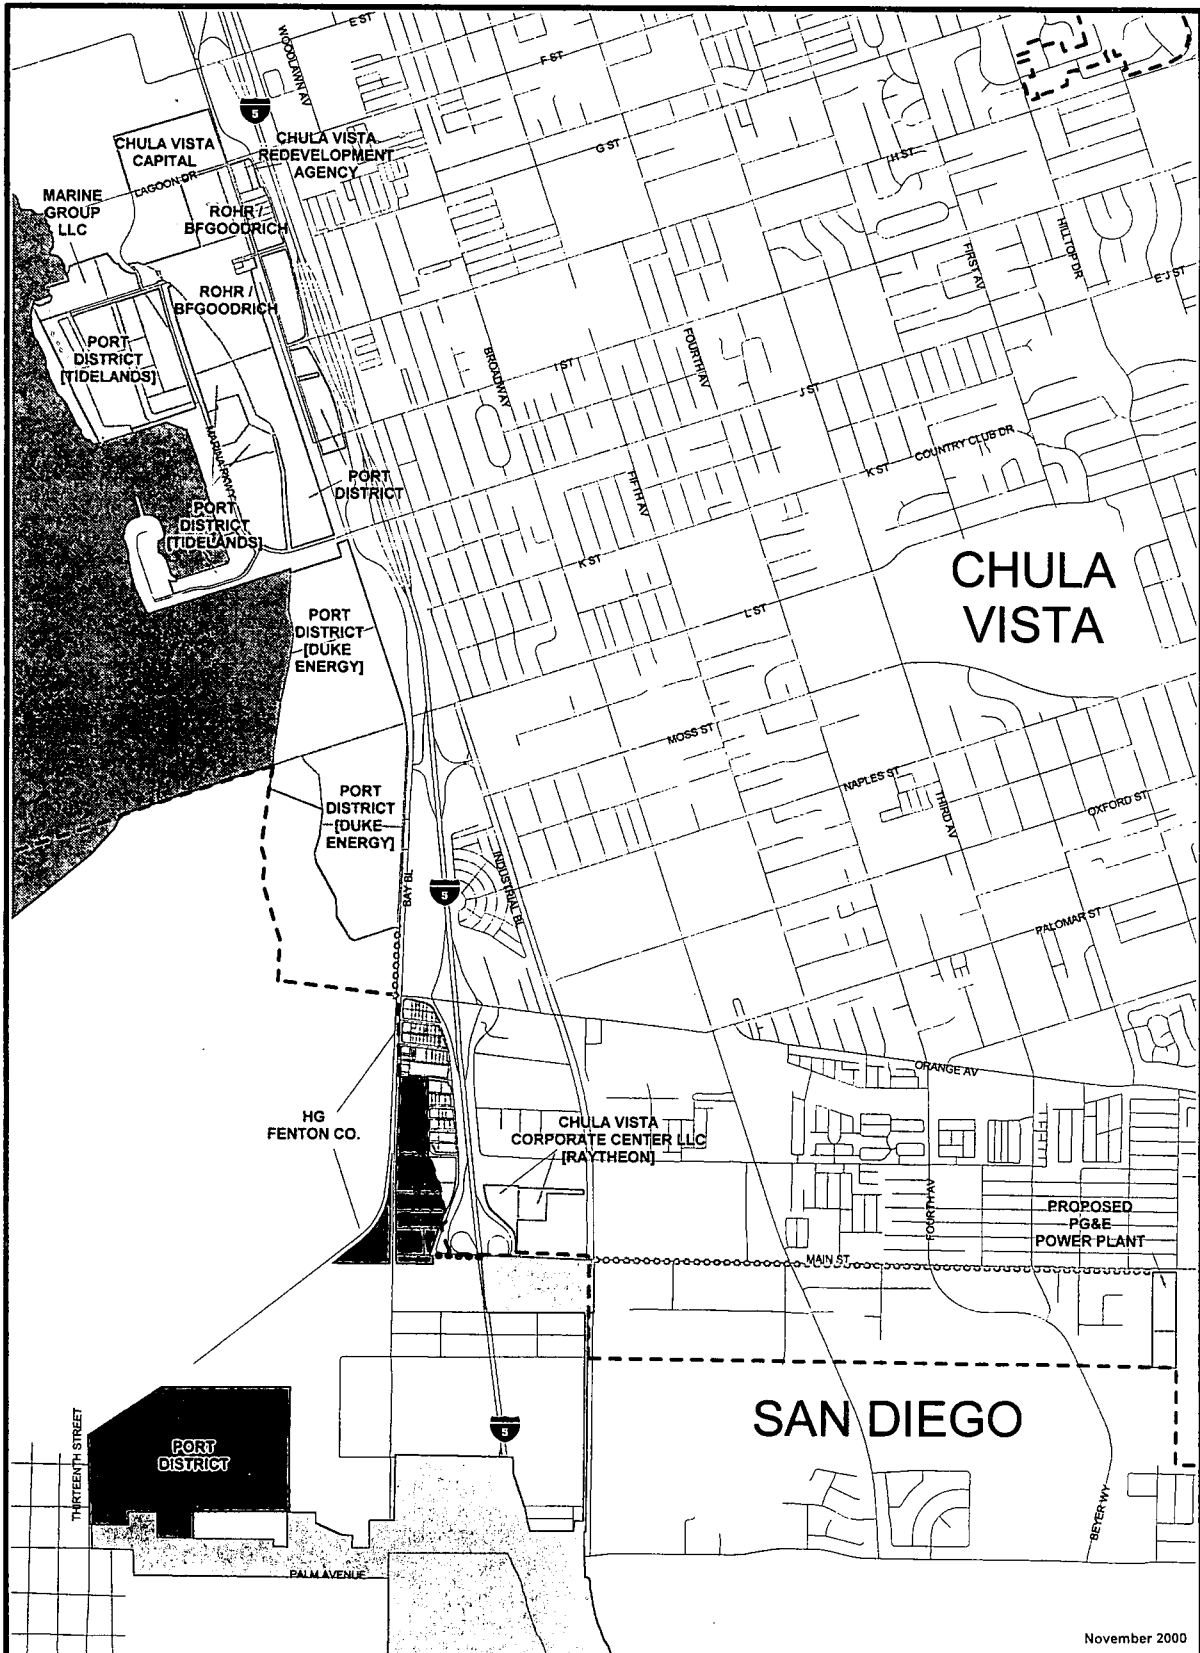 E ST
WOODLAWN AV
F ST
5
CHULA VISTA
CAPITAL
CHULA VISTA
REDEVELOPMENT
AGENCY
G ST
H ST
LAGOON DR
MARINE
GROUP
LLC
ROHR /
BFGOODRICH
HILLTOP DR
FIRST AV
E J ST
ROHR /
BFGOODRICH
PORT
DISTRICT
[TIDELANDS]
BROADWAY
I ST
FOURTH AV
J ST
MARINA PKWY
COUNTRY CLUB DR
K ST
PORT
DISTRICT
FIFTH AV
PORT
DISTRICT
[TIDELANDS]
K ST
CHULA
VISTA
L ST
PORT
DISTRICT
[DUKE
ENERGY]
MOSS ST
NAPLES ST
THIRD AV
OXFORD ST
PORT
DISTRICT
[DUKE
ENERGY]
BAY BL
5
INDUSTRIAL BL
PALOMAR ST
ORANGE AV
HG
FENTON CO.
CHULA VISTA
CORPORATE CENTER LLC
[RAYTHEON]
FOURTH AV
PROPOSED
PG&E
POWER PLANT
MAIN ST
SAN DIEGO
5
THIRTEENTH STREET
PORT
DISTRICT
BEYER WY
PALM AVENUE
November 2000